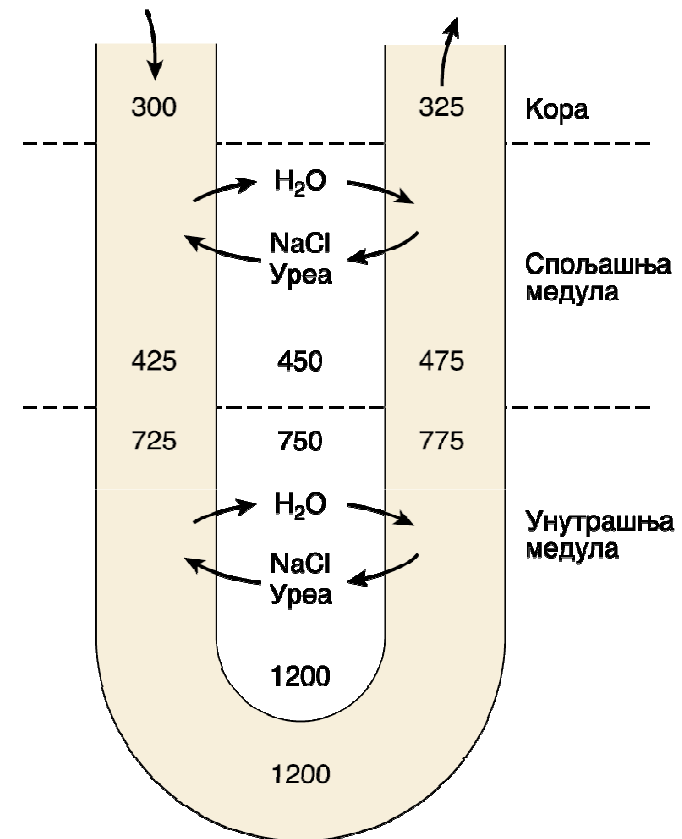 300 325 Кора
H₂O
NaCl
Уреа
Спољашња
медула
425 450 475
725 750 775
H₂O
Унутрашња
медула
NaCl
Уреа
1200
1200